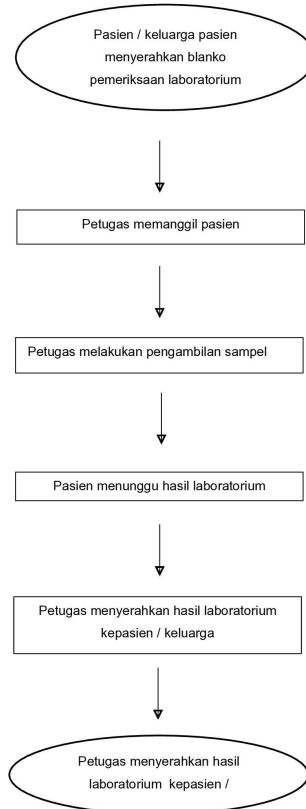 Pasien / keluarga pasien
menyerahkan blanko
pemeriksaan laboratorium
Petugas memanggil pasien
Petugas melakukan pengambilan sampel
Pasien menunggu hasil laboratorium
Petugas menyerahkan hasil laboratorium
kepasien / keluarga
Petugas menyerahkan hasil
laboratorium kepasien /